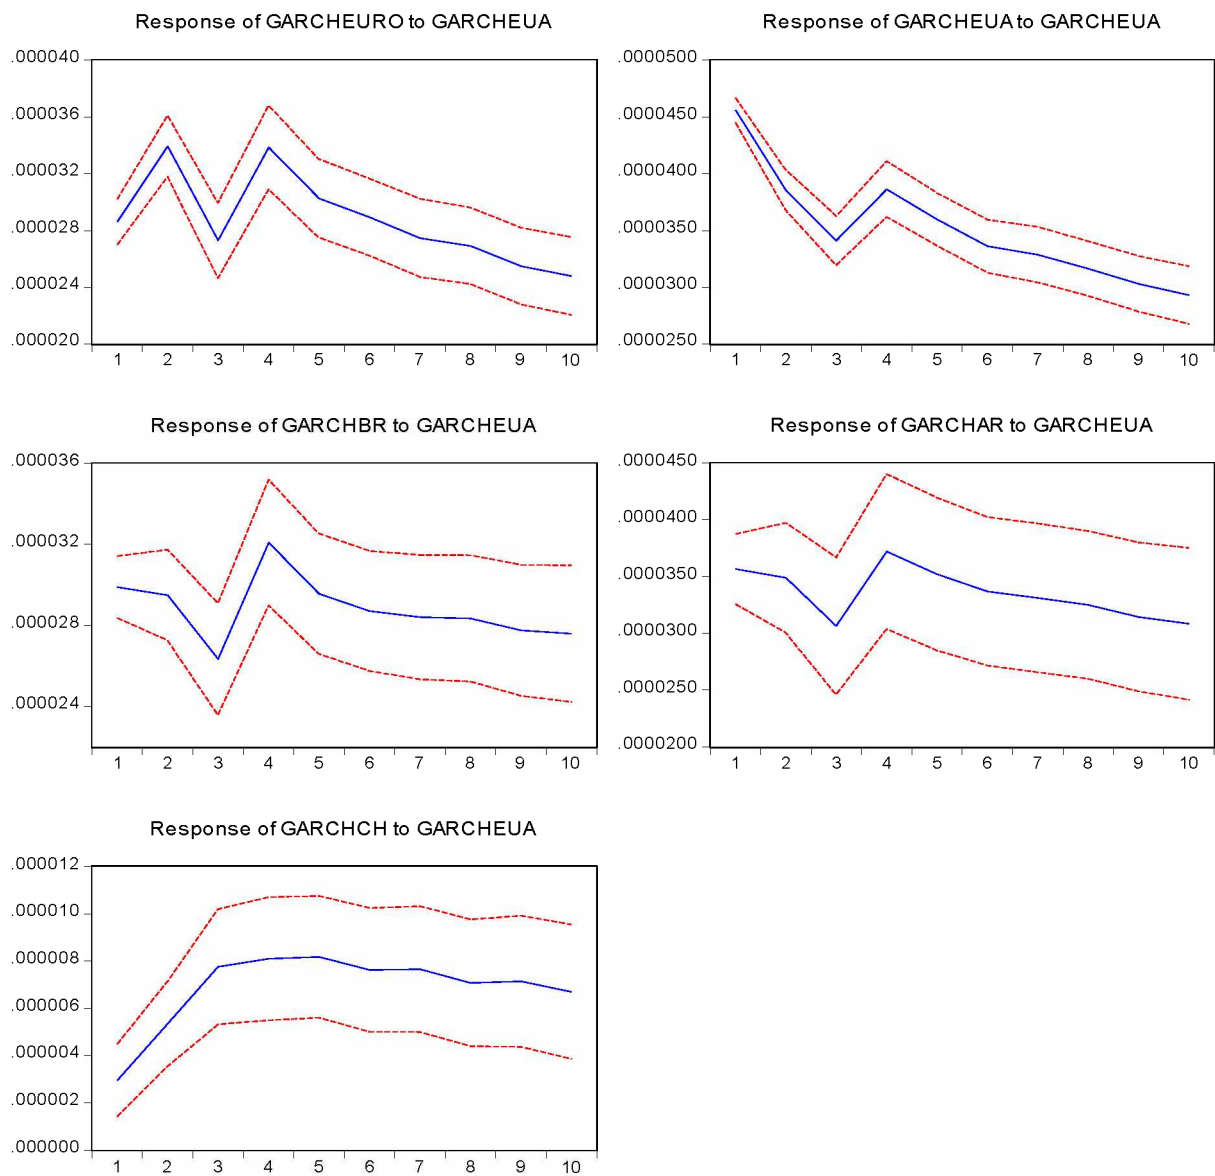 Response of GARCHEURO to GARCHEUA
.000040
.000036
.000032
.000028
.000024
.000020
1 2 3 4 5 6 7 8 9 10
Response of GARCHEUA to GARCHEUA
.0000500
.0000450
.0000400
.0000350
.0000300
.0000250
1 2 3 4 5 6 7 8 9 10
Response of GARCHBR to GARCHEUA
.000036
.000032
.000028
.000024
1 2 3 4 5 6 7 8 9 10
Response of GARCHAR to GARCHEUA
.0000450
.0000400
.0000350
.0000300
.0000250
.0000200
1 2 3 4 5 6 7 8 9 10
Response of GARCHCH to GARCHEUA
.000012
.000010
.000008
.000006
.000004
.000002
.000000
1 2 3 4 5 6 7 8 9 10